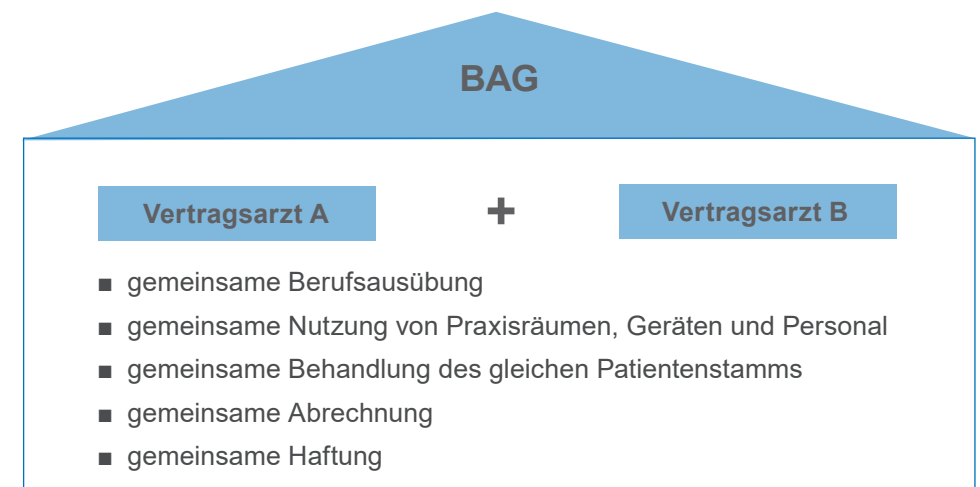 BAG
Vertragsarzt A + Vertragsarzt B
■ gemeinsame Berufsausübung
■ gemeinsame Nutzung von Praxisräumen, Geräten und Personal
■ gemeinsame Behandlung des gleichen Patientenstamms
■ gemeinsame Abrechnung
■ gemeinsame Haftung